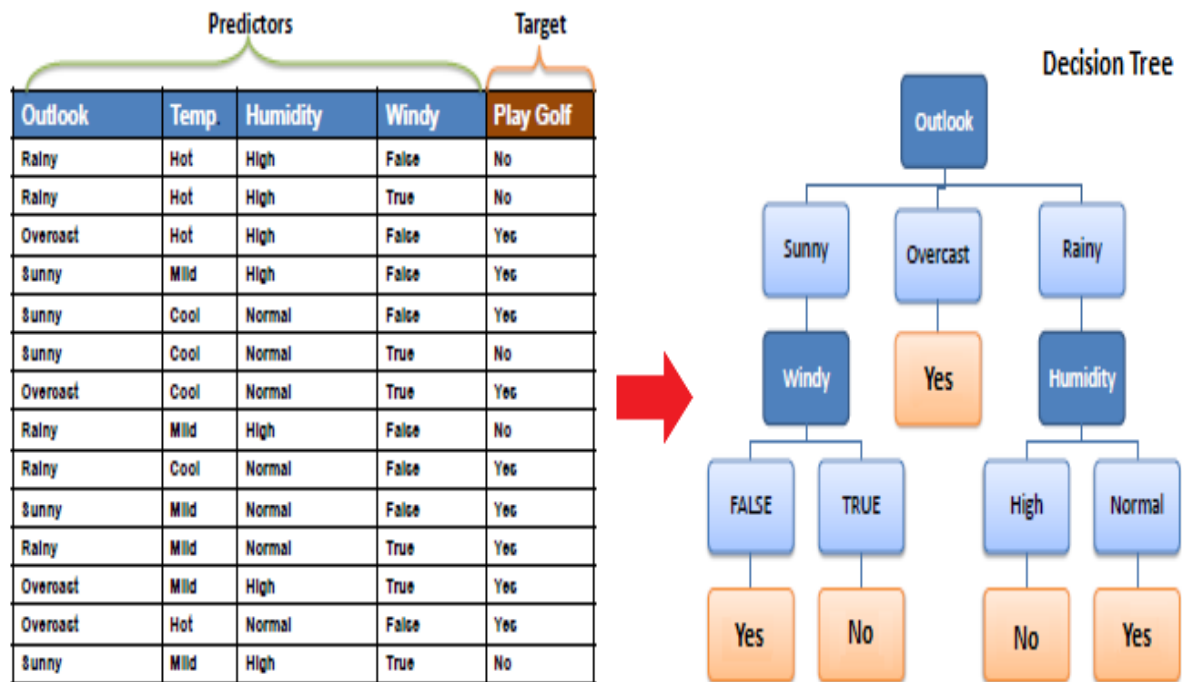 Predictors Target
Outlook Temp. Humidity Windy Play Golf
Rainy Hot High False No
Rainy Hot High True No
Overcast Hot High False Yes
Sunny Mild High False Yes
Sunny Cool Normal False Yes
Sunny Cool Normal True No
Overcast Cool Normal True Yes
Rainy Mild High False No
Rainy Cool Normal False Yes
Sunny Mild Normal False Yes
Rainy Mild Normal True Yes
Overcast Mild High True Yes
Overcast Hot Normal False Yes
Sunny Mild High True No
Decision Tree
Outlook
Sunny Overcast Rainy
Windy Yes Humidity
FALSE TRUE High Normal
Yes No No Yes